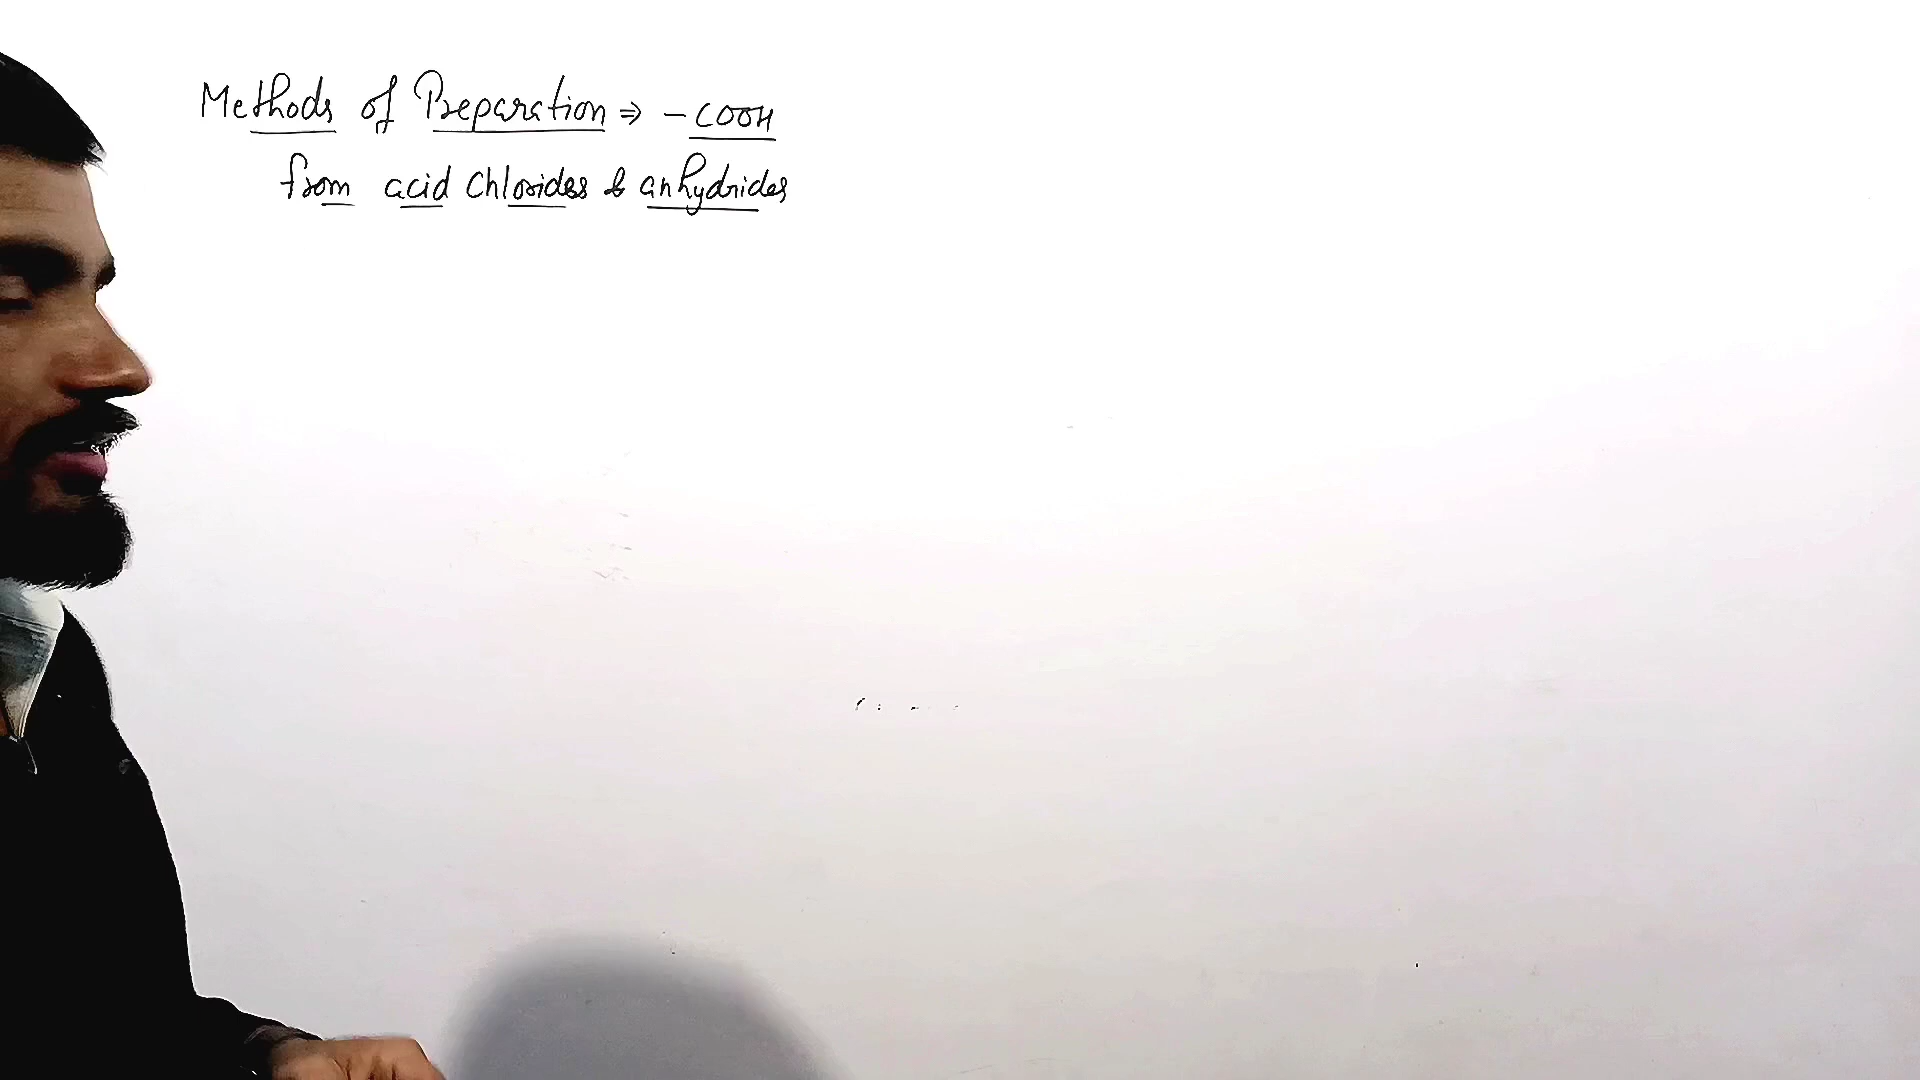 Methods of Preparation ⇒ -COOH
from acid chlorides & anhydrides